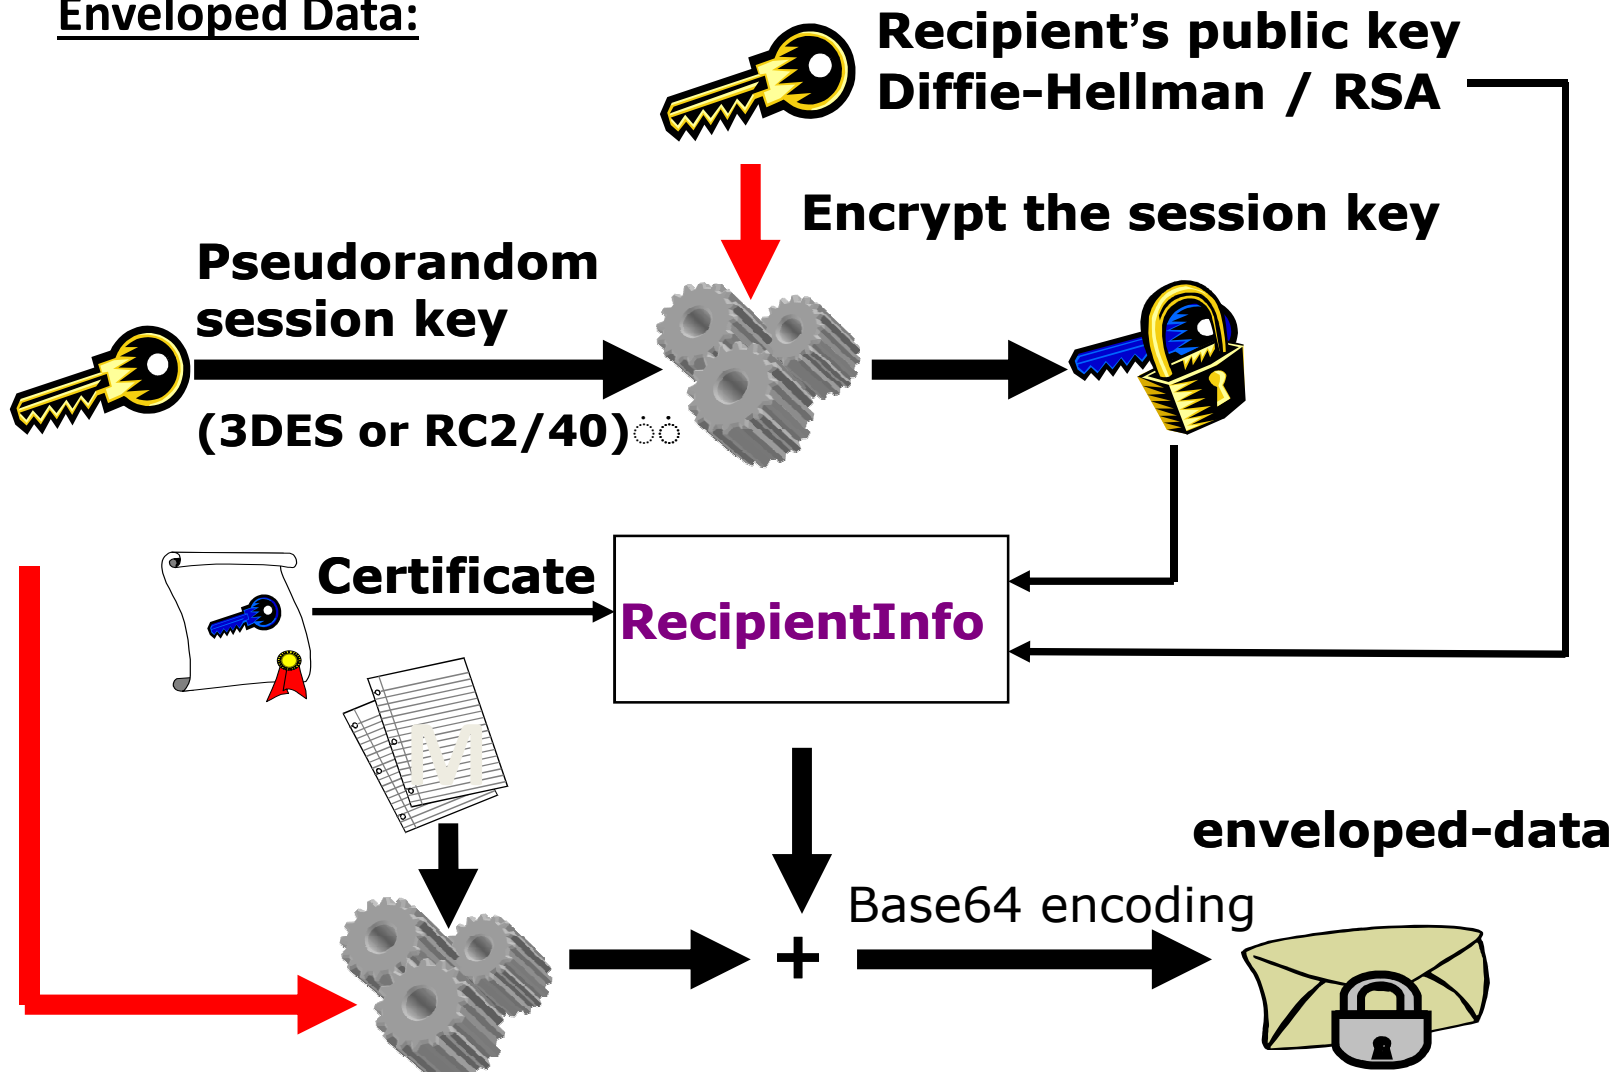 Enveloped Data:
Recipient’s public key
Diffie-Hellman / RSA
Encrypt the session key
Pseudorandom
session key
(3DES or RC2/40)
Certificate
RecipientInfo
M
enveloped-data
Base64 encoding
+